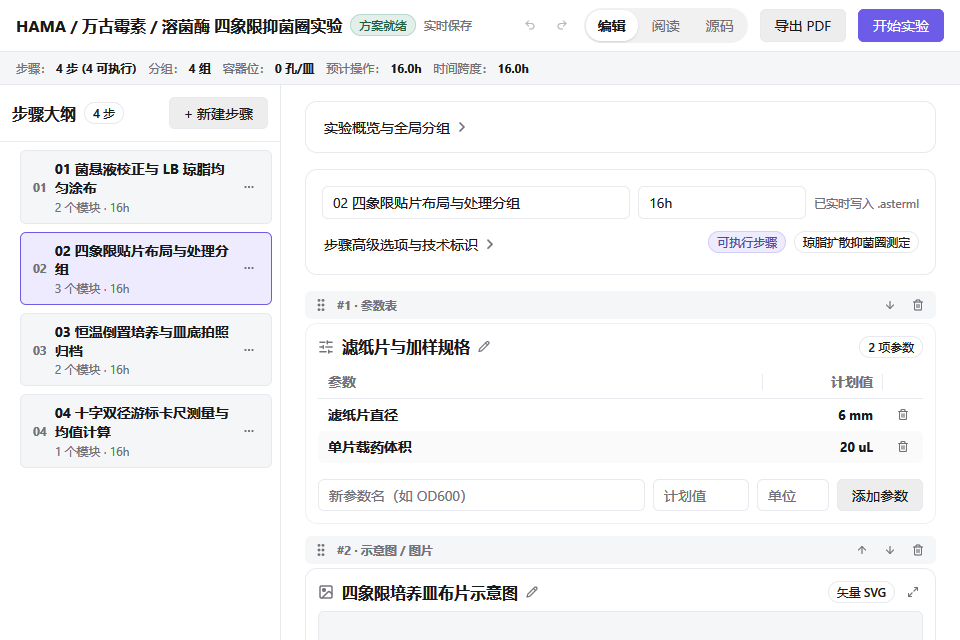 HAMA / 万古霉素 / 溶菌酶 四象限抑菌圈实验 方案就绪 实时保存 编辑 阅读 源码 导出 PDF 开始实验
步骤： 4 步 (4 可执行) 分组： 4 组 容器位： 0 孔/皿 预计操作： 16.0h 时间跨度： 16.0h
步骤大纲 4 步 + 新建步骤
01 01 菌悬液校正与 LB 琼脂均
匀涂布
2 个模块 · 16h
02 02 四象限贴片布局与处理分
组
3 个模块 · 16h
03 03 恒温倒置培养与皿底拍照
归档
2 个模块 · 16h
04 04 十字双径游标卡尺测量与
均值计算
1 个模块 · 16h
实验概览与全局分组
02 四象限贴片布局与处理分组 16h 已实时写入 .asterml
步骤高级选项与技术标识 可执行步骤 琼脂扩散抑菌圈测定
#1 · 参数表
滤纸片与加样规格 2 项参数
参数 计划值
滤纸片直径 6 mm
单片载药体积 20 uL
新参数名（如 OD600） 计划值 单位 添加参数
#2 · 示意图 / 图片
四象限培养皿布片示意图 矢量 SVG